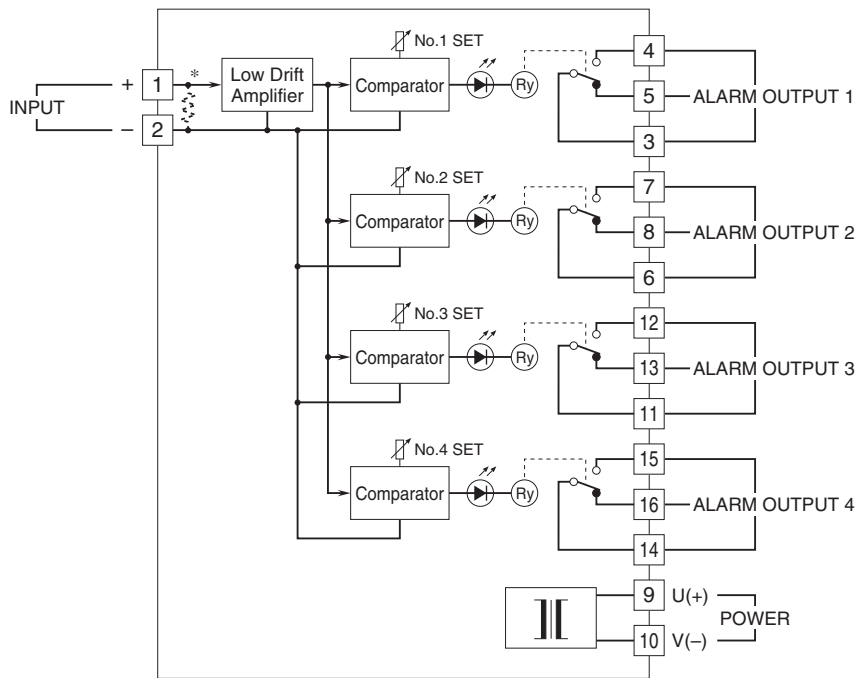 No.1 SET
INPUT
+ 1 *
– 2
Low Drift
Amplifier
Comparator
Ry
4
5 ALARM OUTPUT 1
3
No.2 SET
Comparator
Ry
7
8 ALARM OUTPUT 2
6
No.3 SET
Comparator
Ry
12
13 ALARM OUTPUT 3
11
No.4 SET
Comparator
Ry
15
16 ALARM OUTPUT 4
14
9 U(+)
POWER
10 V(–)